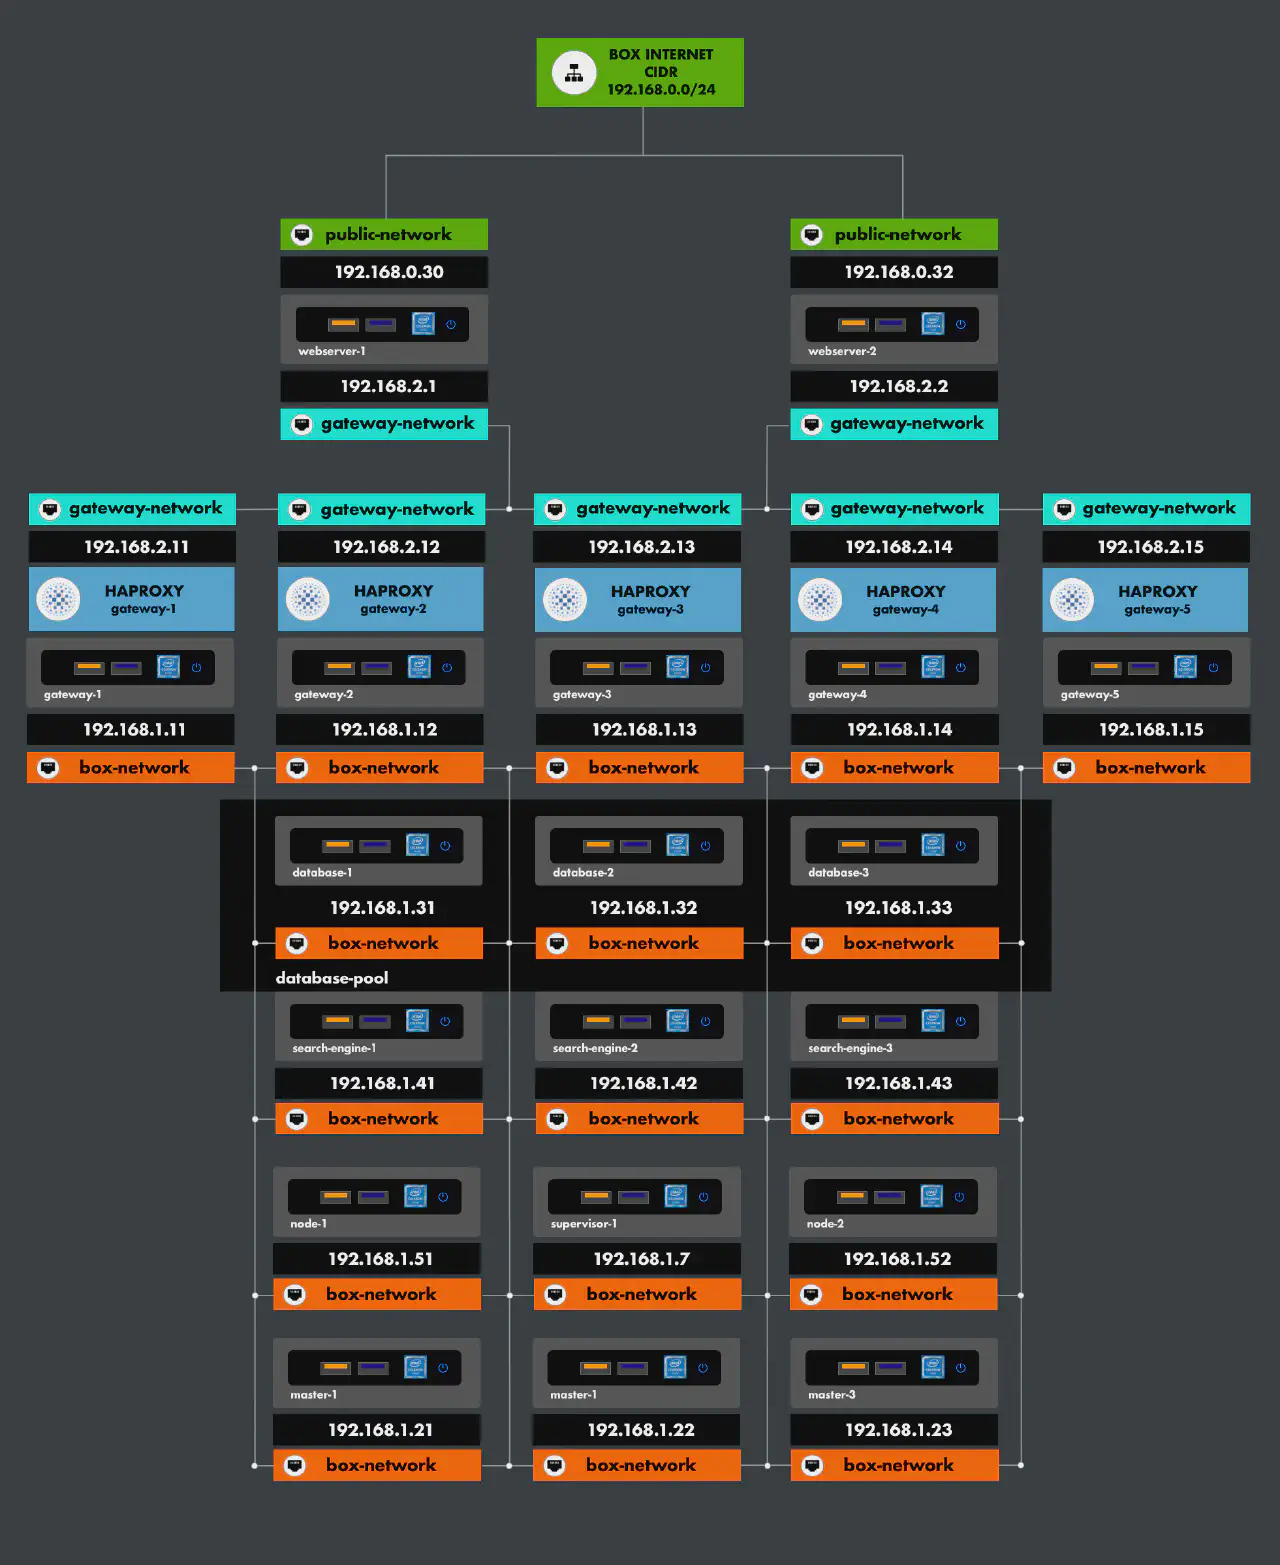 BOX INTERNET
CIDR
192.168.0.0/24
public-network
public-network
192.168.0.30
192.168.0.32
webserver-1
webserver-2
192.168.2.1
192.168.2.2
gateway-network
gateway-network
gateway-network
gateway-network
gateway-network
gateway-network
gateway-network
192.168.2.11
192.168.2.12
192.168.2.13
192.168.2.14
192.168.2.15
HAPROXY
gateway-1
HAPROXY
gateway-2
HAPROXY
gateway-3
HAPROXY
gateway-4
HAPROXY
gateway-5
gateway-1
gateway-2
gateway-3
gateway-4
gateway-5
192.168.1.11
192.168.1.12
192.168.1.13
192.168.1.14
192.168.1.15
box-network
box-network
box-network
box-network
box-network
database-1
database-2
database-3
192.168.1.31
192.168.1.32
192.168.1.33
box-network
box-network
box-network
database-pool
search-engine-1
search-engine-2
search-engine-3
192.168.1.41
192.168.1.42
192.168.1.43
box-network
box-network
box-network
node-1
supervisor-1
node-2
192.168.1.51
192.168.1.7
192.168.1.52
box-network
box-network
box-network
master-1
master-1
master-3
192.168.1.21
192.168.1.22
192.168.1.23
box-network
box-network
box-network